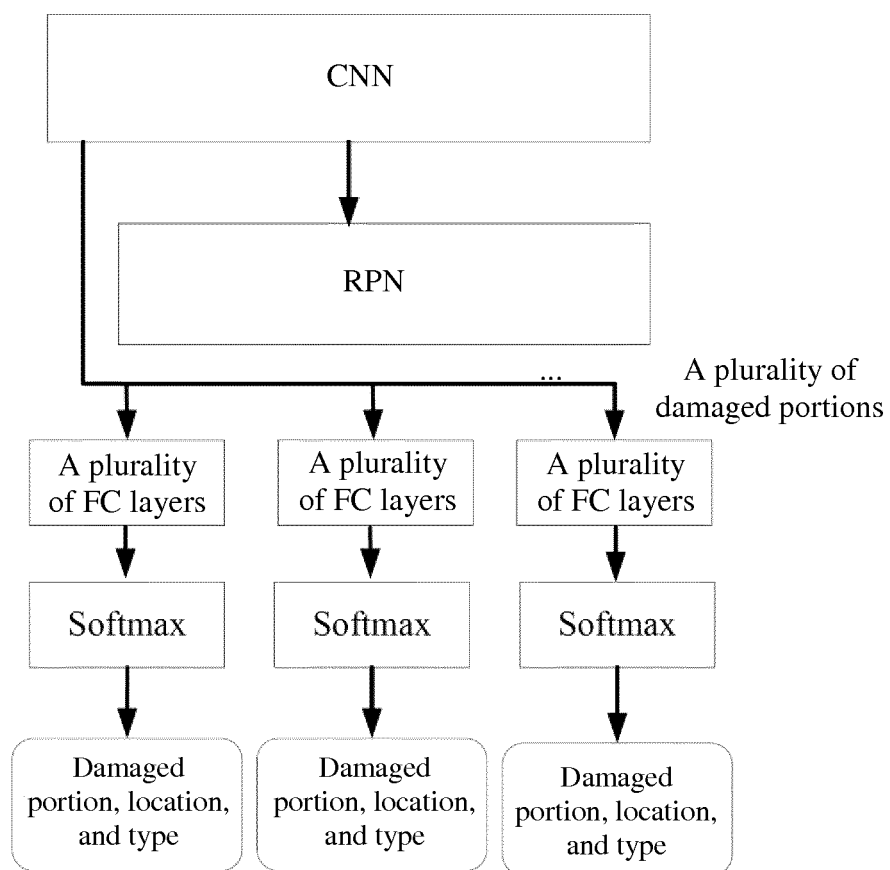 CNN
RPN
...
A plurality of
damaged portions
A plurality
of FC layers
A plurality
of FC layers
A plurality
of FC layers
Softmax
Softmax
Softmax
Damaged
portion, location,
and type
Damaged
portion, location,
and type
Damaged
portion, location,
and type